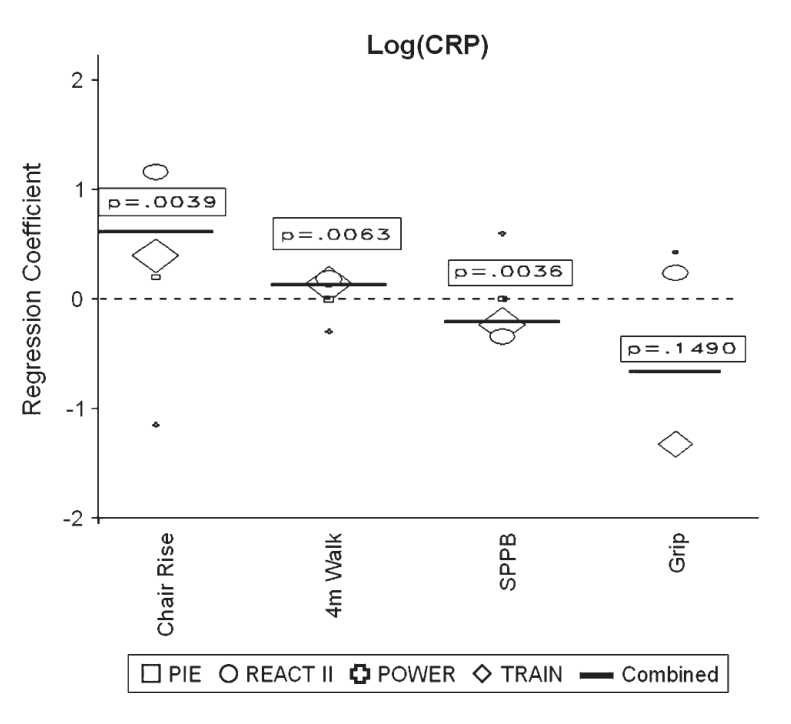 Log(CRP)
Regression Coefficient
2
1
0
-1
-2
p=.0039
p=.0063
p=.0036
p=.1490
Chair Rise
4m Walk
SPPB
Grip
PIE REACT II POWER TRAIN Combined